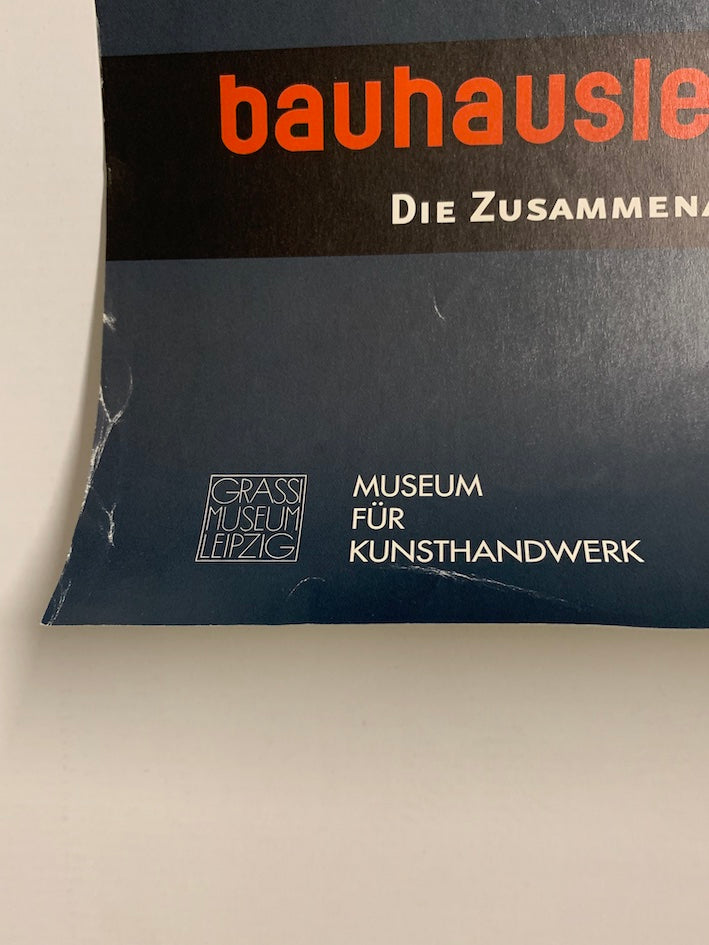 bauhausle
DIE ZUSAMMENA
GRASSI
MUSEUM
LEIPZIG
MUSEUM
FÜR
KUNSTHANDWERK